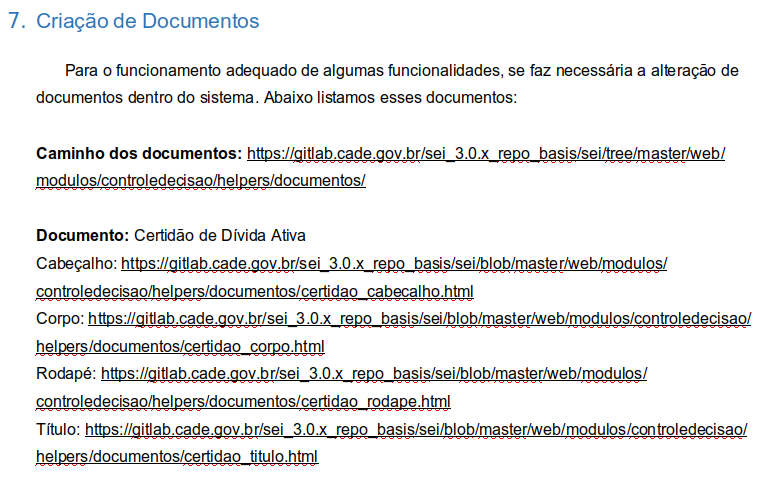 7. Criação de Documentos
Para o funcionamento adequado de algumas funcionalidades, se faz necessária a alteração de
documentos dentro do sistema. Abaixo listamos esses documentos:
Caminho dos documentos: https://gitlab.cade.gov.br/sei_3.0.x_repo_basis/sei/tree/master/web/
modulos/controledecisao/helpers/documentos/
Documento: Certidão de Dívida Ativa
Cabeçalho: https://gitlab.cade.gov.br/sei_3.0.x_repo_basis/sei/blob/master/web/modulos/
controledecisao/helpers/documentos/certidao_cabecalho.html
Corpo: https://gitlab.cade.gov.br/sei_3.0.x_repo_basis/sei/blob/master/web/modulos/controledecisao/
helpers/documentos/certidao_corpo.html
Rodapé: https://gitlab.cade.gov.br/sei_3.0.x_repo_basis/sei/blob/master/web/modulos/
controledecisao/helpers/documentos/certidao_rodape.html
Título: https://gitlab.cade.gov.br/sei_3.0.x_repo_basis/sei/blob/master/web/modulos/controledecisao/
helpers/documentos/certidao_titulo.html